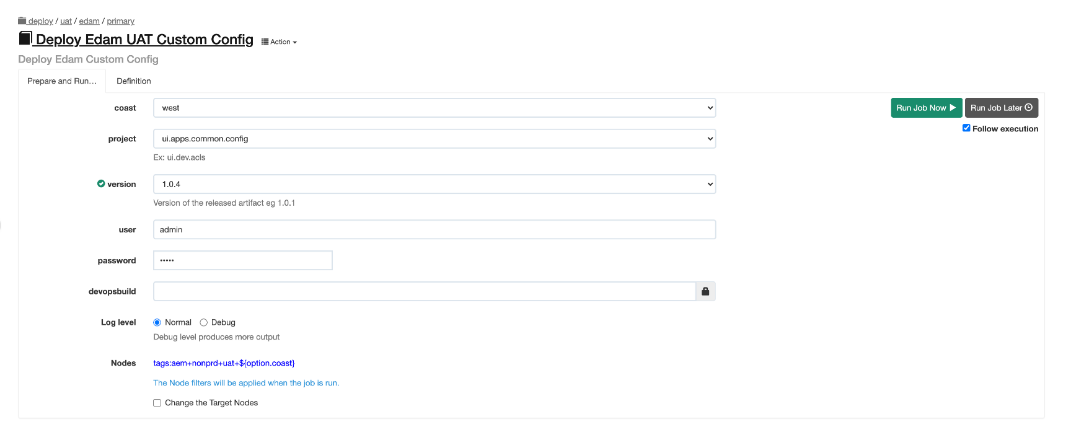 deploy / uat / edam / primary
Deploy Edam UAT Custom Config Action
Deploy Edam Custom Config
Prepare and Run... Definition
coast west Run Job Now Run Job Later
Follow execution
project ui.apps.common.config
Ex: ui.dev.acls
version 1.0.4
Version of the released artifact eg 1.0.1
user admin
password •••••
devopsbuild
Log level Normal Debug
Debug level produces more output
Nodes tags:aem+nonprd+uat+${option.coast}
The Node filters will be applied when the job is run.
Change the Target Nodes